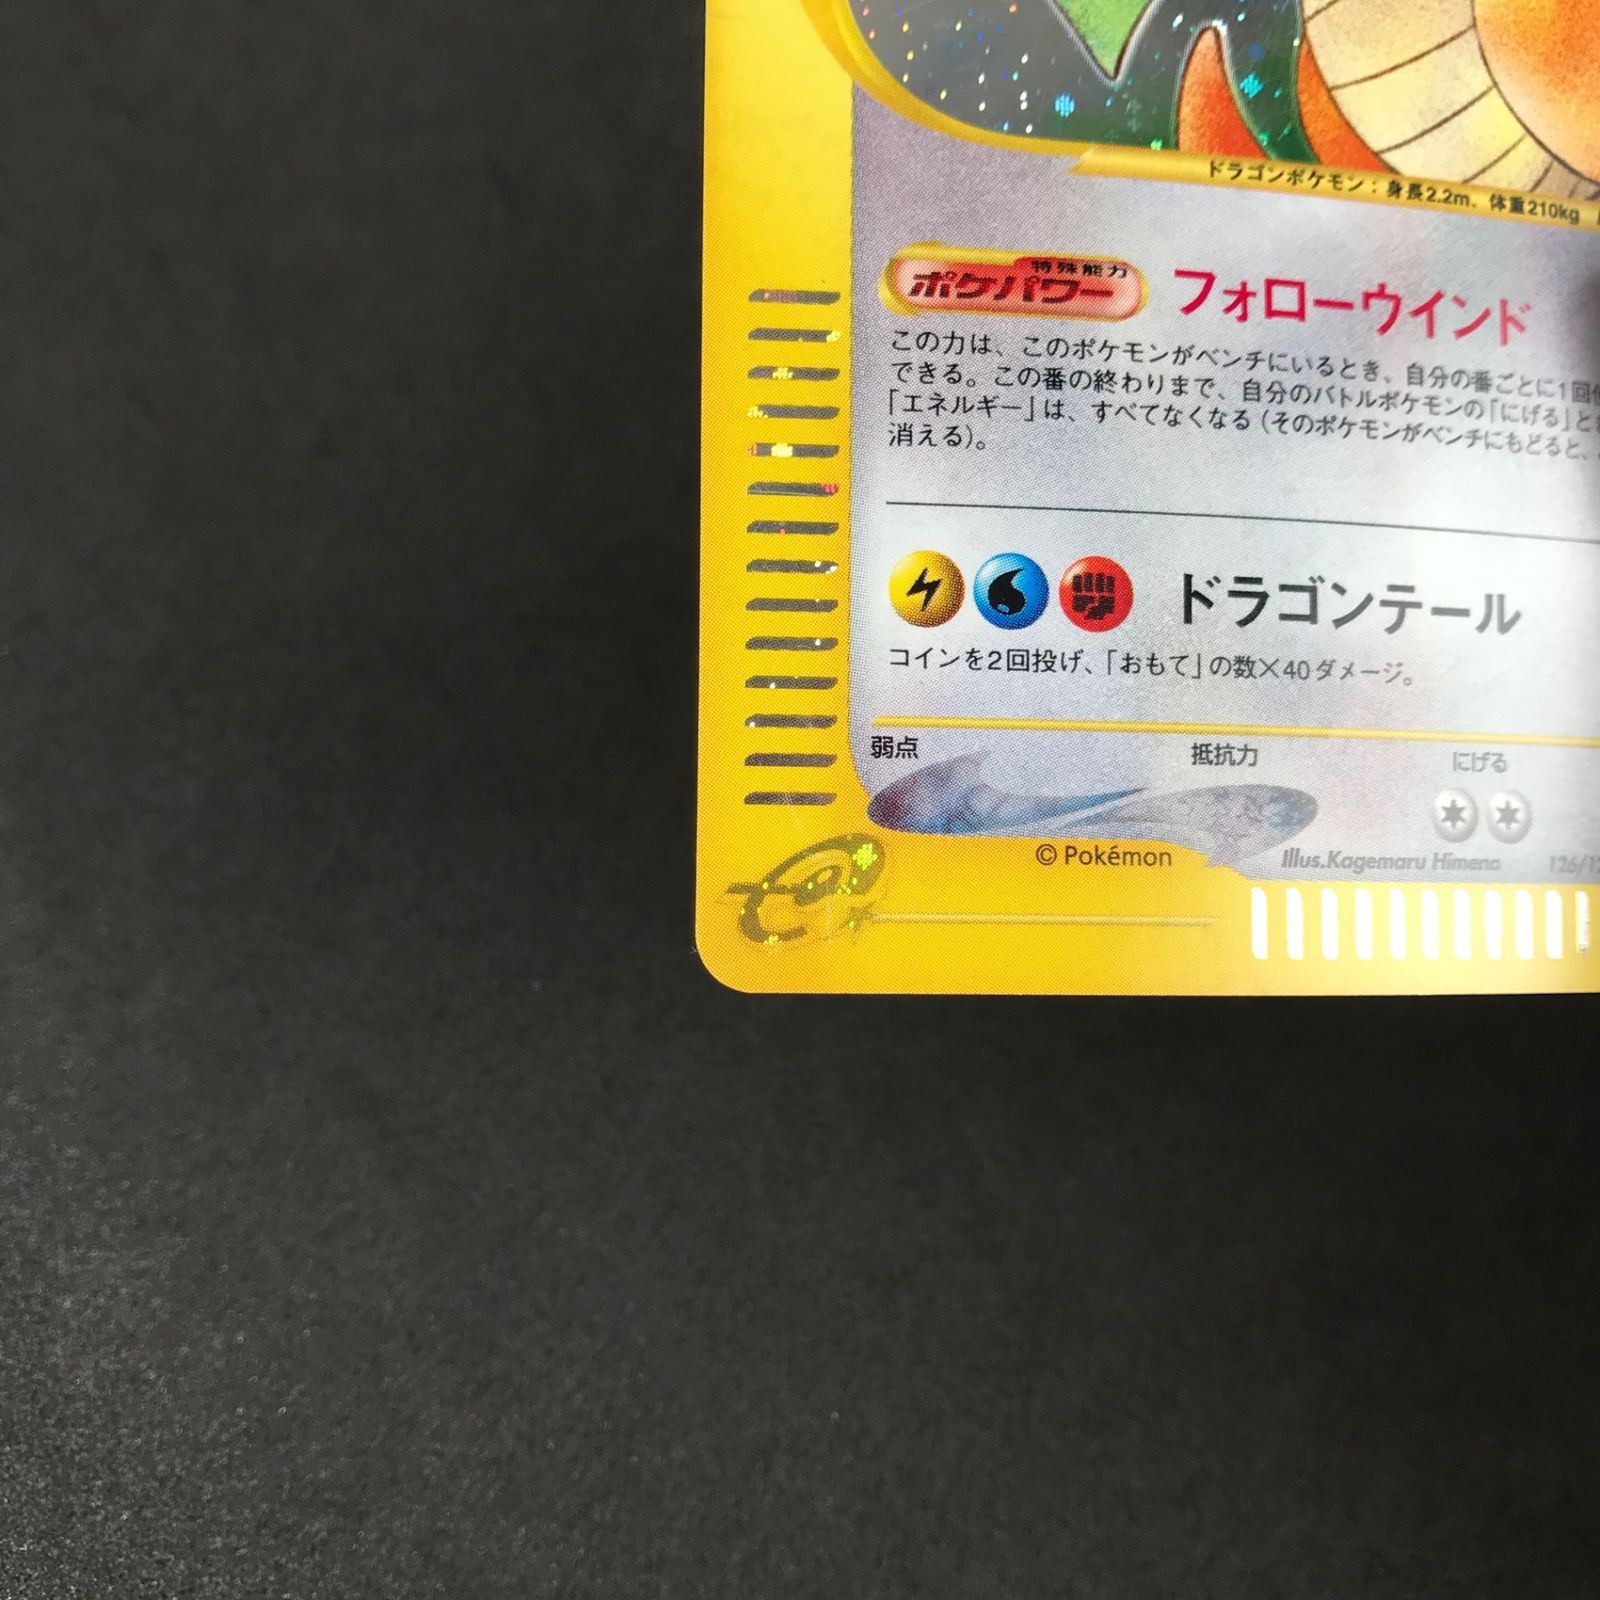 ドラゴンポケモン：身長2.2m、体重210kg
特殊能力
ポケパワー
フォローウインド
この力は、このポケモンがベンチにいるとき、自分の番ごとに1回使
できる。この番の終わりまで、自分のバトルポケモンの「にげる」と
「エネルギー」は、すべてなくなる（そのポケモンがベンチにもどると、
消える）。
ドラゴンテール
コインを2回投げ、「おもて」の数×40ダメージ。
弱点 抵抗力 にげる
© Pokémon Illus.Kagemaru Himeno 126/12
e